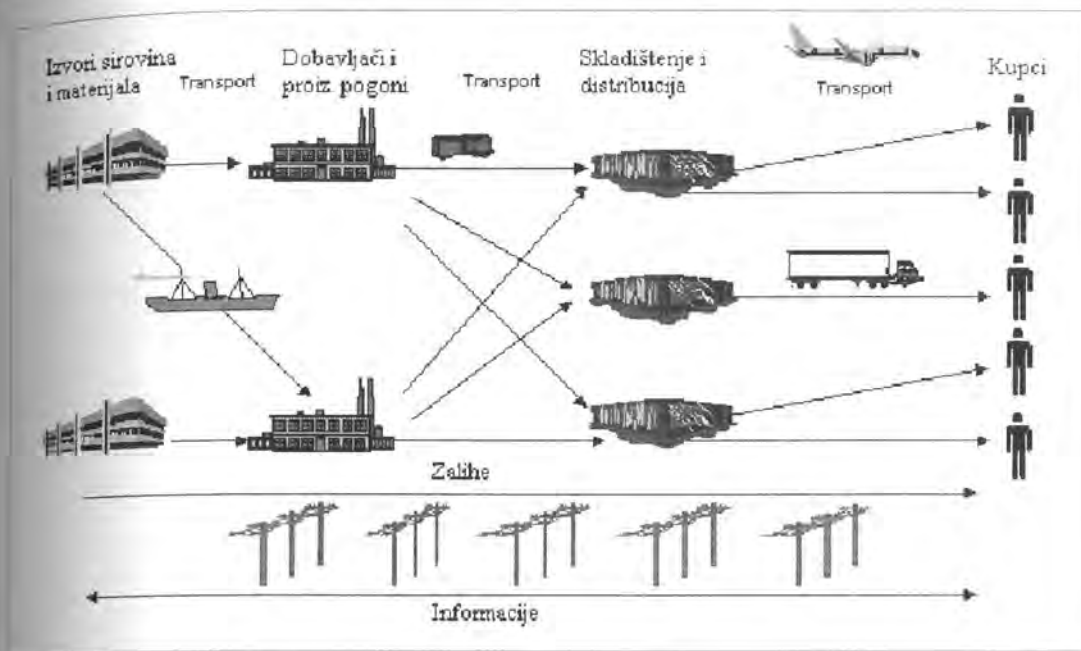 Izvori sirovina
i materijala
Transport
Dobavljači i
proiz. pogoni
Transport
Skladištenje i
distribucija
Transport
Kupci
Zalihe
Informacije